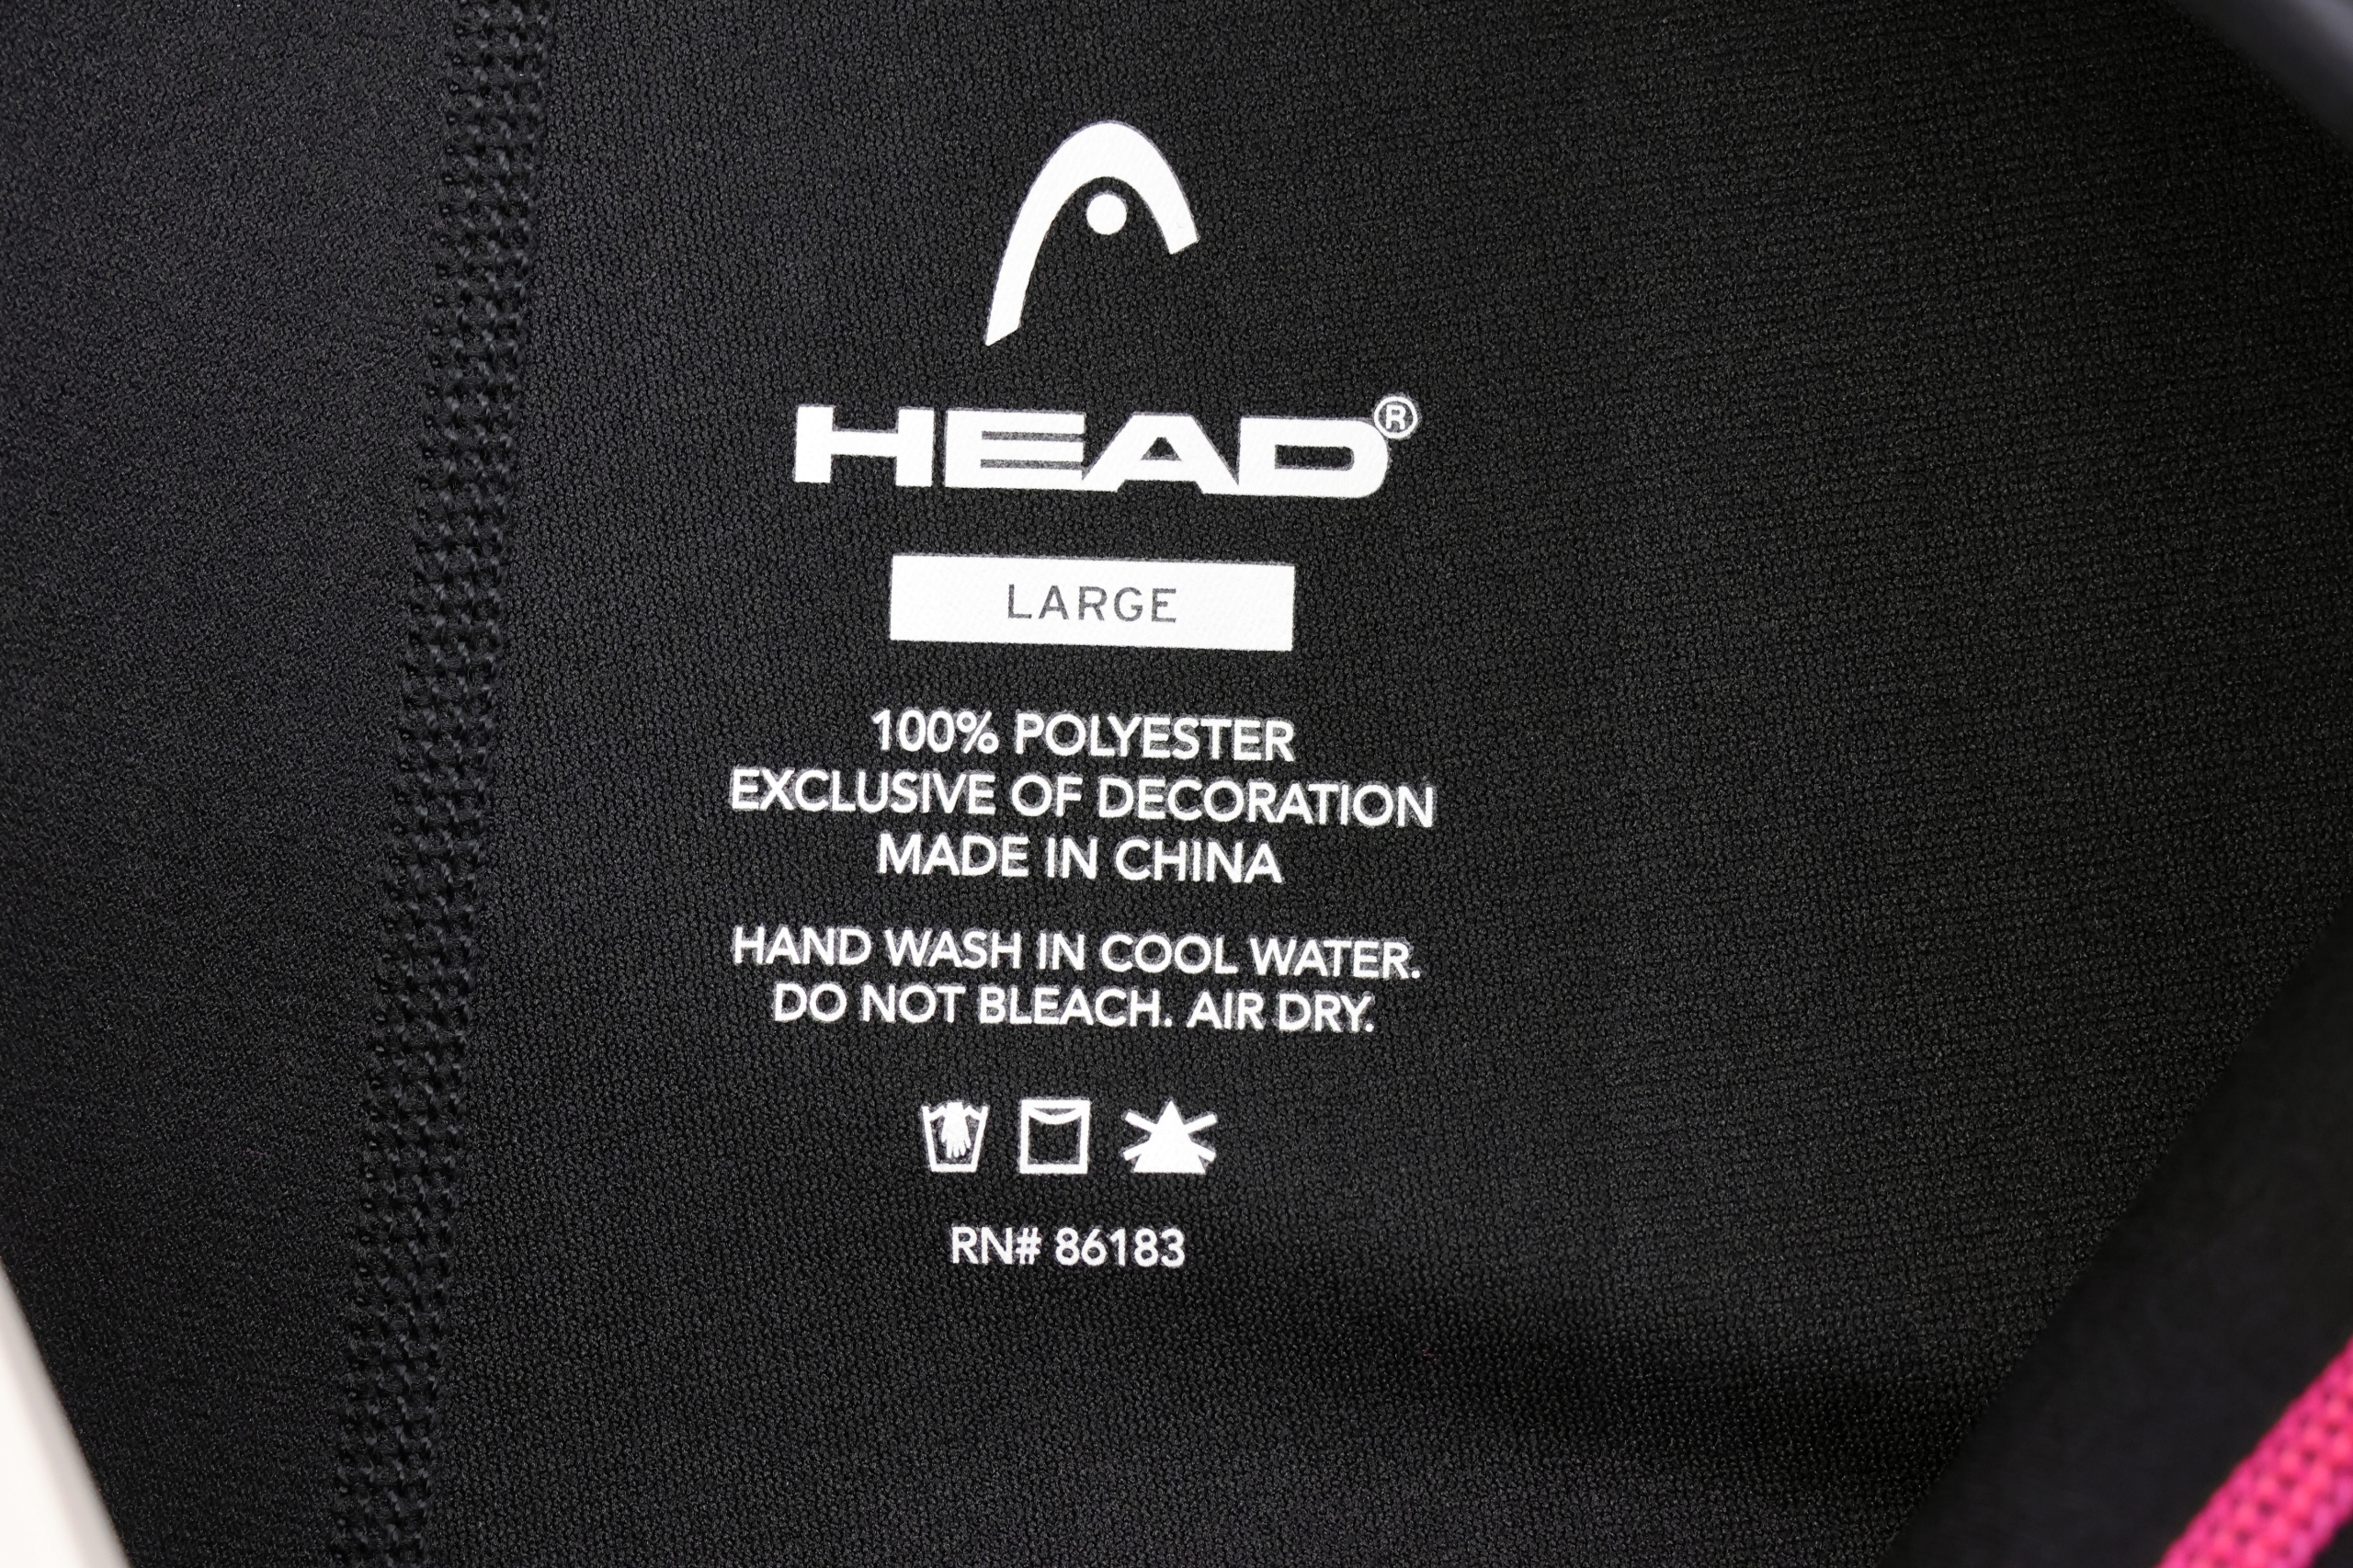 HEAD®
LARGE
100% POLYESTER
EXCLUSIVE OF DECORATION
MADE IN CHINA
HAND WASH IN COOL WATER.
DO NOT BLEACH. AIR DRY.
RN# 86183